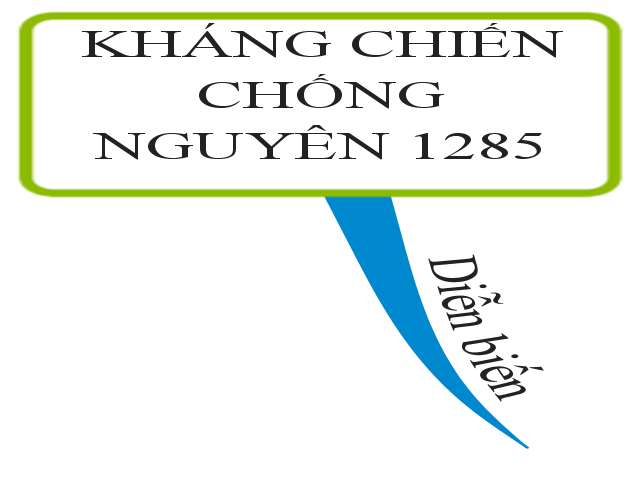 KHÁNG CHIẾN
CHỐNG
NGUYÊN 1285
Diễn biến